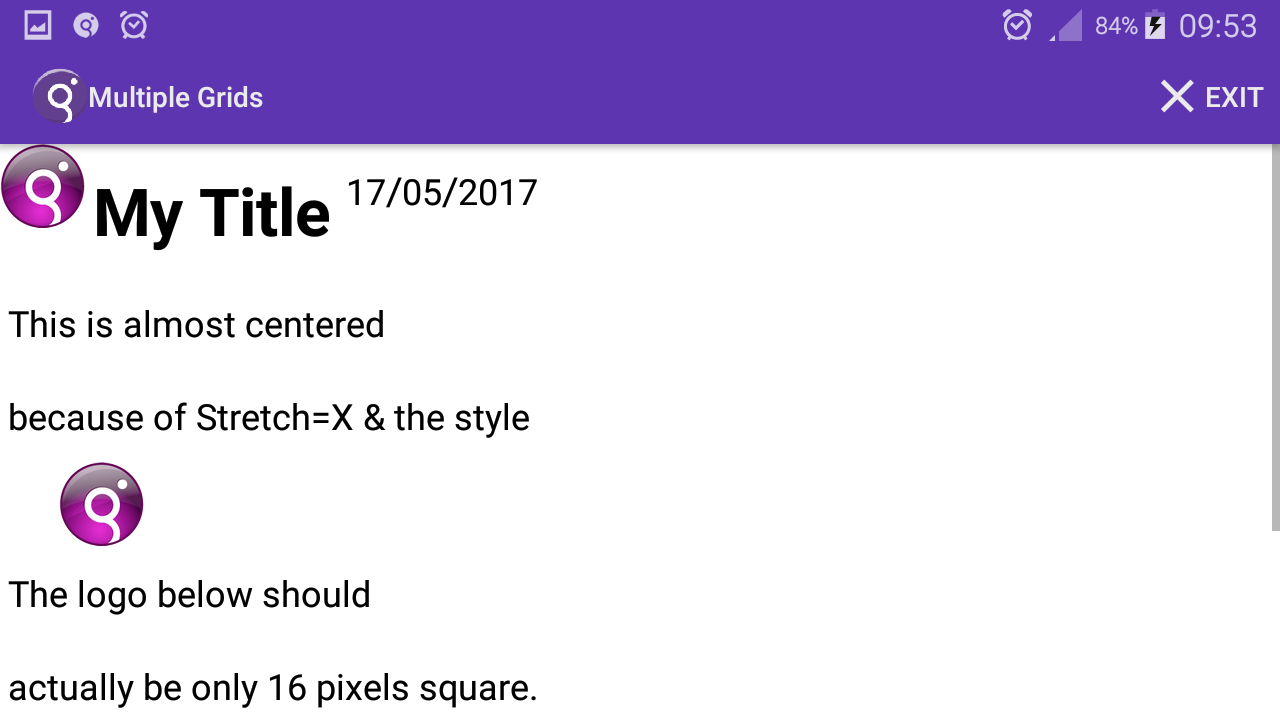 84% 09:53
Multiple Grids EXIT
My Title 17/05/2017
This is almost centered
because of Stretch=X & the style
The logo below should
actually be only 16 pixels square.